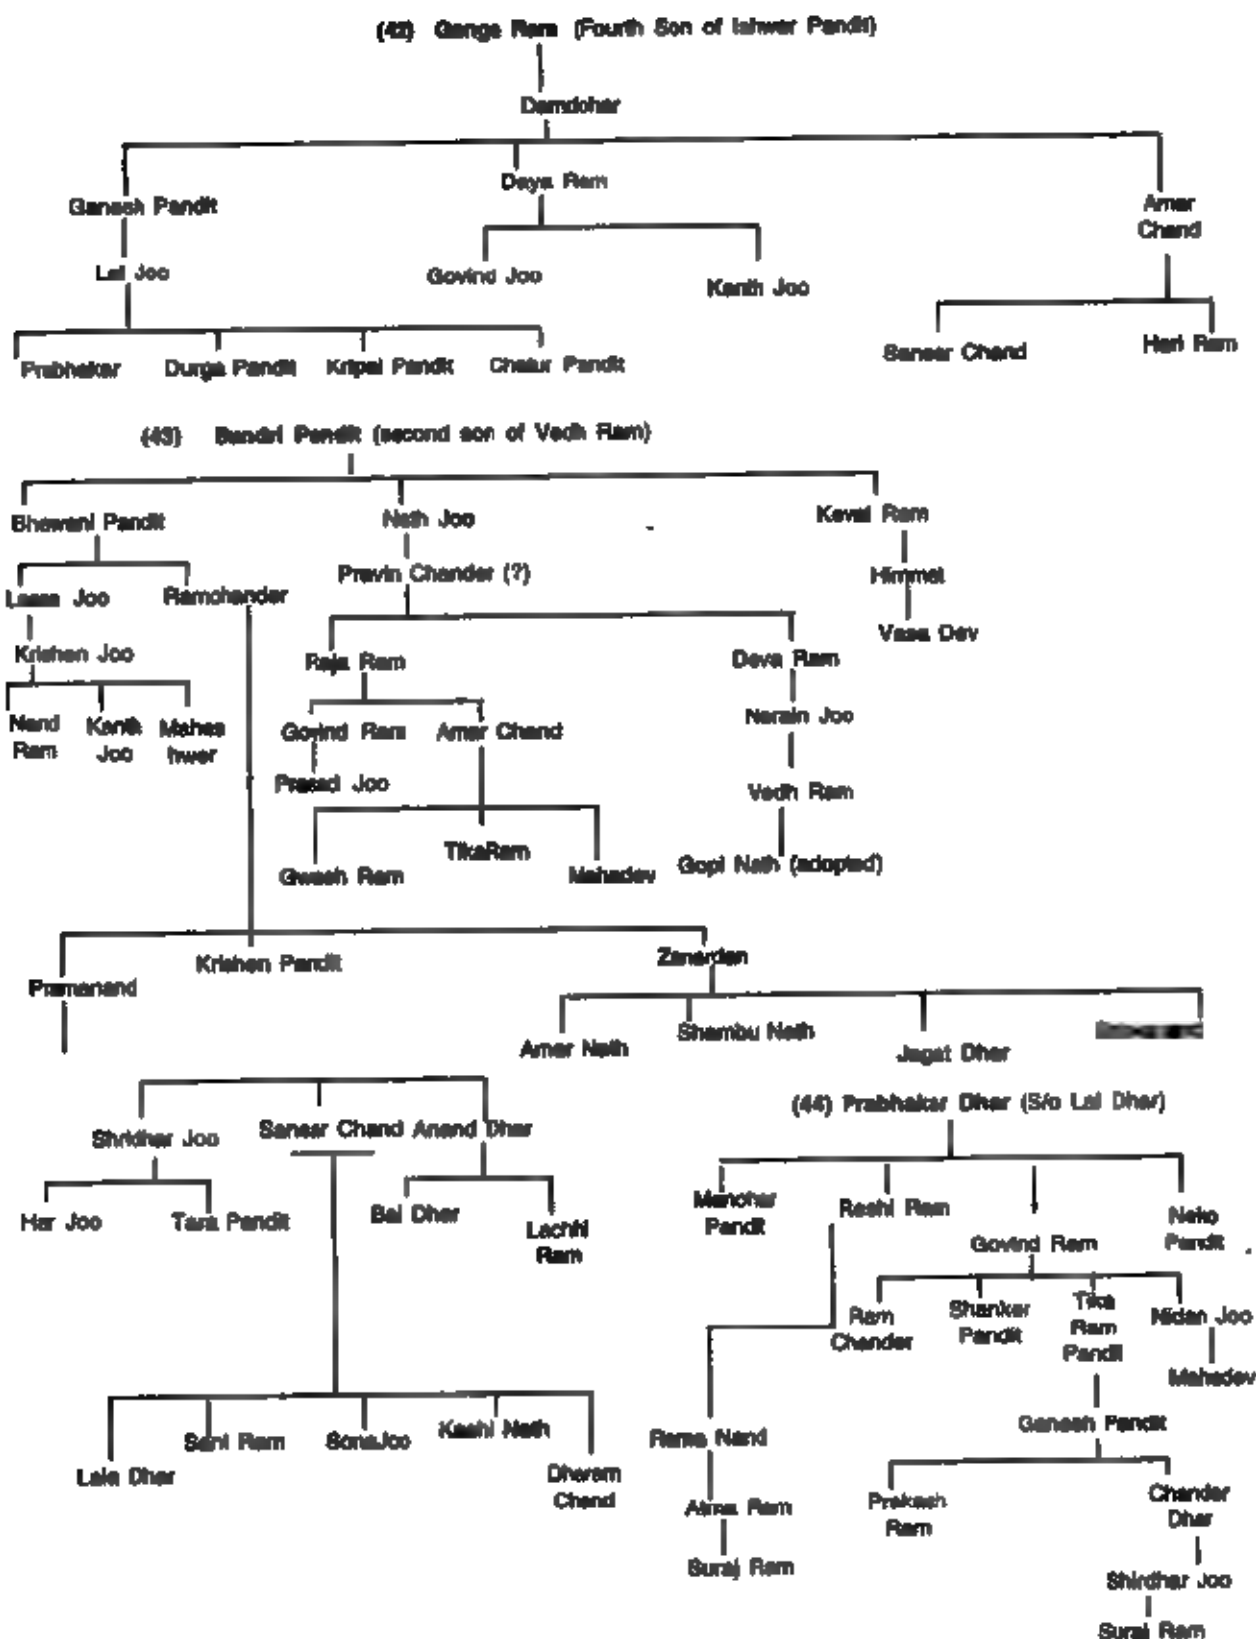 (42) Ganga Ram (Fourth Son of Ishwar Pandit)
Damdohar
Ganesh Pandit
Daya Ram
Amar
Chand
Lal Joo
Govind Joo
Kanth Joo
Prabhakar Durga Pandit Kripal Pandit Chatur Pandit
Sansar Chand
Hari Ram
(43) Bandri Pandit (second son of Vedh Ram)
Bhawani Pandit
Nath Joo
Keval Ram
Pravin Chander (?)
Himmat
Lassa Joo
Ramchander
Vasa Dev
Krishen Joo
Raja Ram
Deva Ram
Nand
Ram
Kanth
Joo
Mahes
hwer
Govind Ram
Amar Chand
Narain Joo
Prasad Joo
Vedh Ram
Gwash Ram
TikaRam
Mahadev
Gopi Nath (adopted)
Pramanand
Krishen Pandit
Zanardan
Amar Nath
Shambu Nath
Jagat Dhar
Shridhar Joo
Sansar Chand
Anand Dhar
(44) Prabhakar Dhar (S/o Lal Dhar)
Har Joo
Tara Pandit
Bal Dhar
Lachhi
Ram
Manohar
Pandit
Reshi Ram
Govind Ram
Neko
Pandit
Ram
Chander
Shanker
Pandit
Tika
Ram
Pandit
Nidan Joo
Mahadev
Lala Dhar
Sani Ram
SonaJoo
Kashi Nath
Dharam
Chand
Rama Nand
Ganesh Pandit
Atma Ram
Prakash
Ram
Chander
Dhar
Suraj Ram
Shirdhar Joo
Suraj Ram